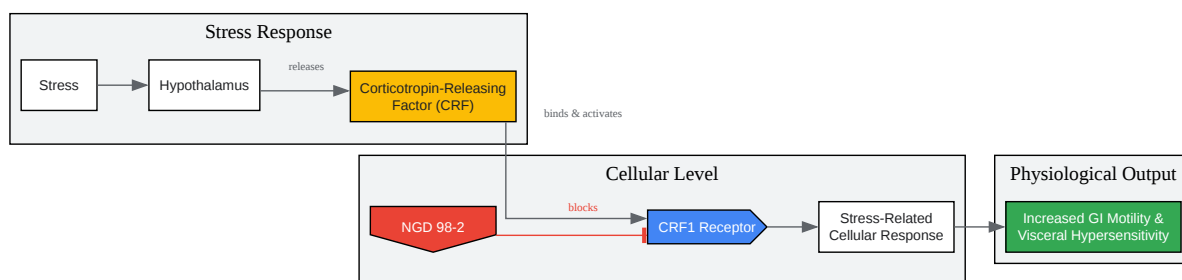 Stress Response
Stress
Hypothalamus
releases
Corticotropin-Releasing
Factor (CRF)
binds & activates
Cellular Level
NGD 98-2
blocks
CRF1 Receptor
Stress-Related
Cellular Response
Physiological Output
Increased GI Motility &
Visceral Hypersensitivity